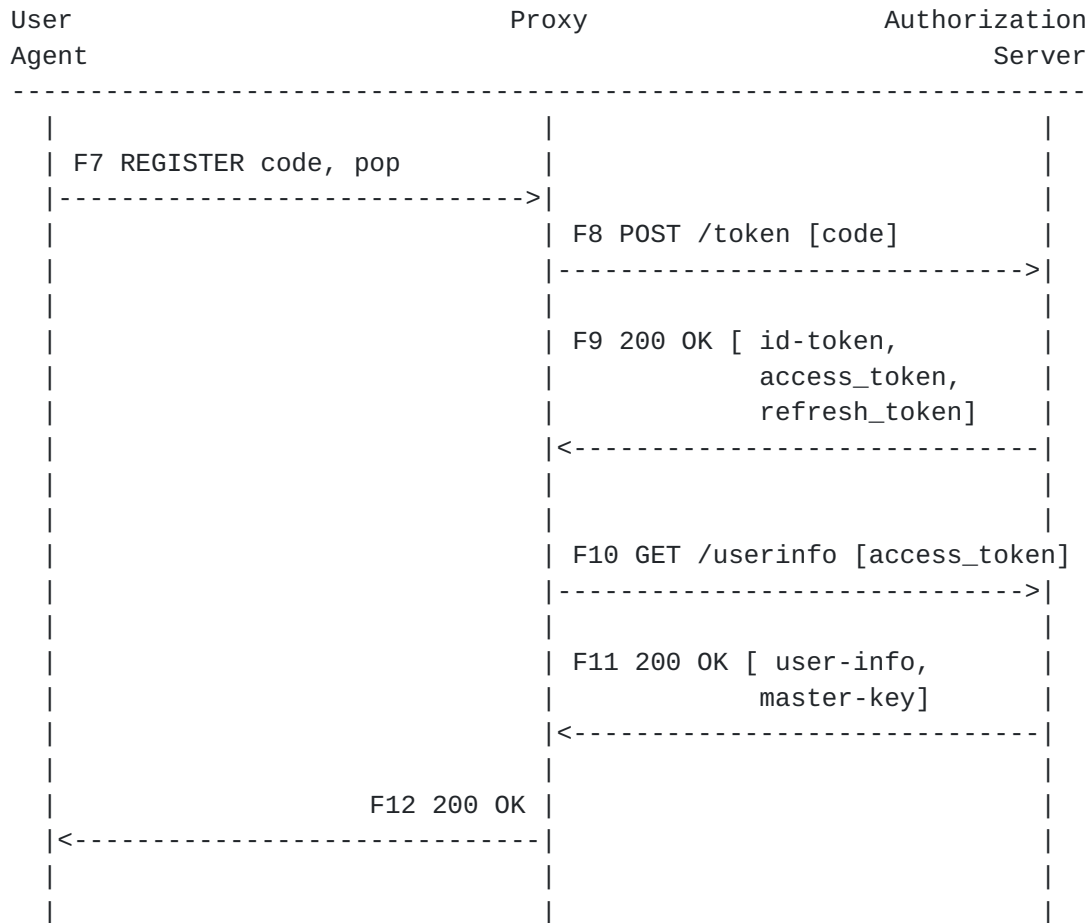 User                            Proxy                   Authorization
Agent                                                          Server
---------------------------------------------------------------------
  |                               |                               |
  | F7 REGISTER code, pop         |                               |
  |------------------------------>|                               |
  |                               | F8 POST /token [code]         |
  |                               |------------------------------>|
  |                               |                               |
  |                               | F9 200 OK [ id-token,         |
  |                               |             access_token,     |
  |                               |             refresh_token]    |
  |                               |<------------------------------|
  |                               |                               |
  |                               |                               |
  |                               | F10 GET /userinfo [access_token]
  |                               |------------------------------>|
  |                               |                               |
  |                               | F11 200 OK [ user-info,       |
  |                               |             master-key]       |
  |                               |<------------------------------|
  |                               |                               |
  |                    F12 200 OK |                               |
  |<------------------------------|                               |
  |                               |                               |
  |                               |                               |